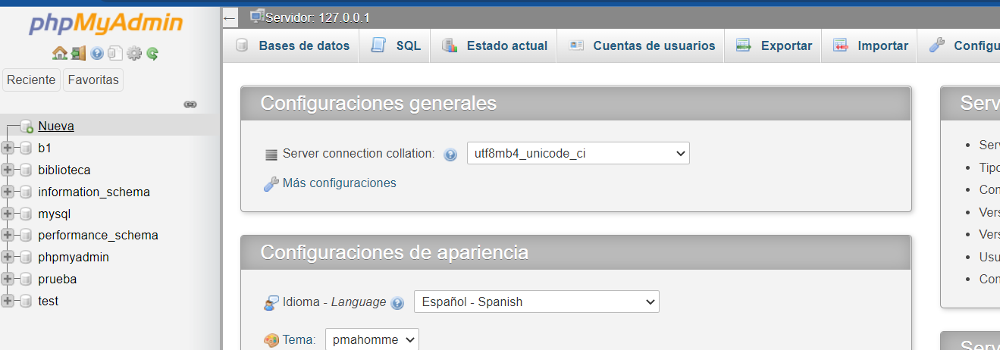 phpMyAdmin
Reciente Favoritas
Nueva
b1
biblioteca
information_schema
mysql
performance_schema
phpmyadmin
prueba
test
Servidor: 127.0.0.1
Bases de datos SQL Estado actual Cuentas de usuarios Exportar Importar Configu
Configuraciones generales
Server connection collation: utf8mb4_unicode_ci
Más configuraciones
Configuraciones de apariencia
Idioma - Language Español - Spanish
Tema: pmahomme
Serv
Ser
Tipo
Con
Vers
Vers
Usu
Con
Serv